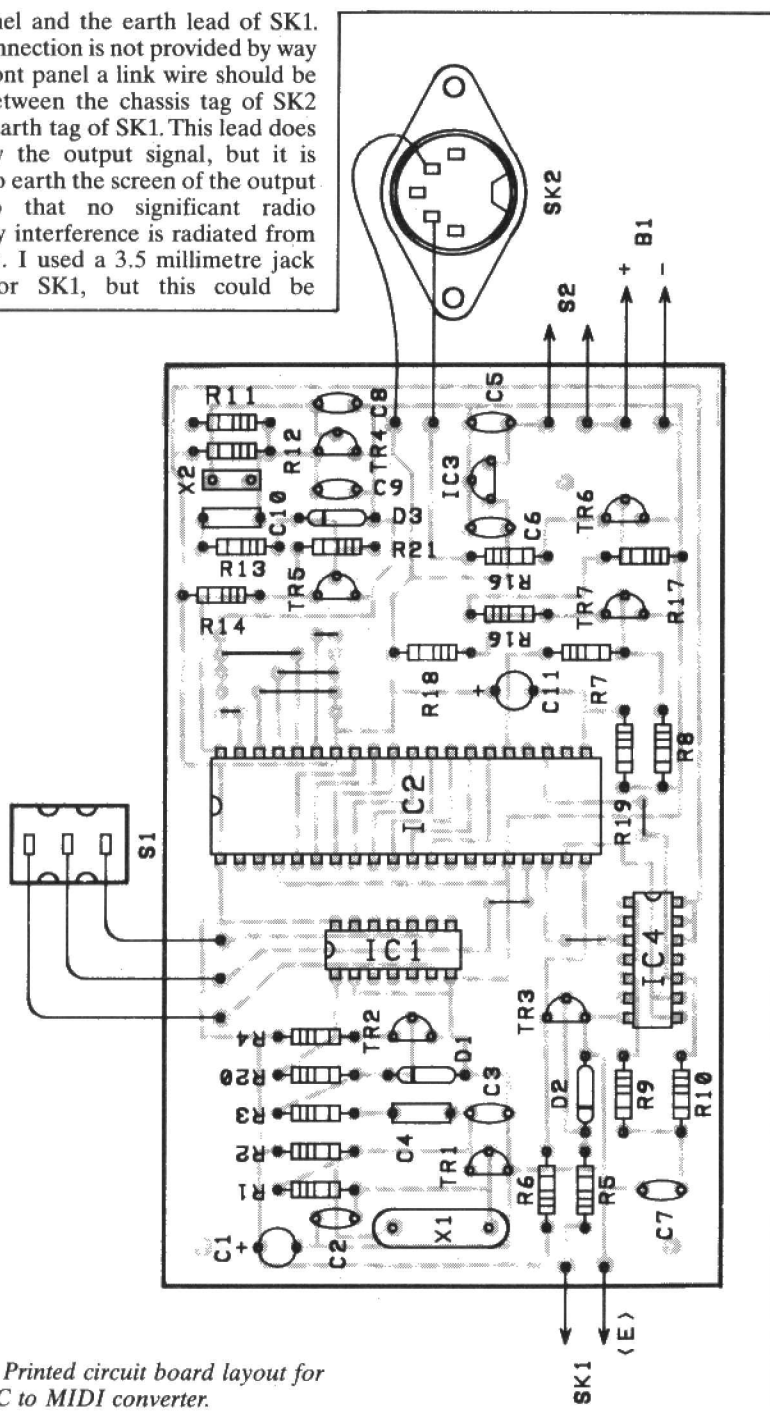 nel and the earth lead of SK1.
nnection is not provided by way
ont panel a link wire should be
etween the chassis tag of SK2
earth tag of SK1. This lead does
y the output signal, but it is
o earth the screen of the output
o that no significant radio
y interference is radiated from
. I used a 3.5 millimetre jack
or SK1, but this could be
SK2
S2
+ B1 -
R11
C8
C5
X2
R12
TR4
IC3
C10
C9
C6
TR6
D3
R13
R21
R16
TR5
R17
R14
R16
TR7
R18
+
C11
R7
R8
S1
IC2
R19
IC1
IC4
TR3
R4
TR2
R20
D1
D2
R9
R10
R3
C4
C3
R2
TR1
R6
R5
R1
C7
C1 +
C2
X1
SK1
(E)
Printed circuit board layout for
C to MIDI converter.